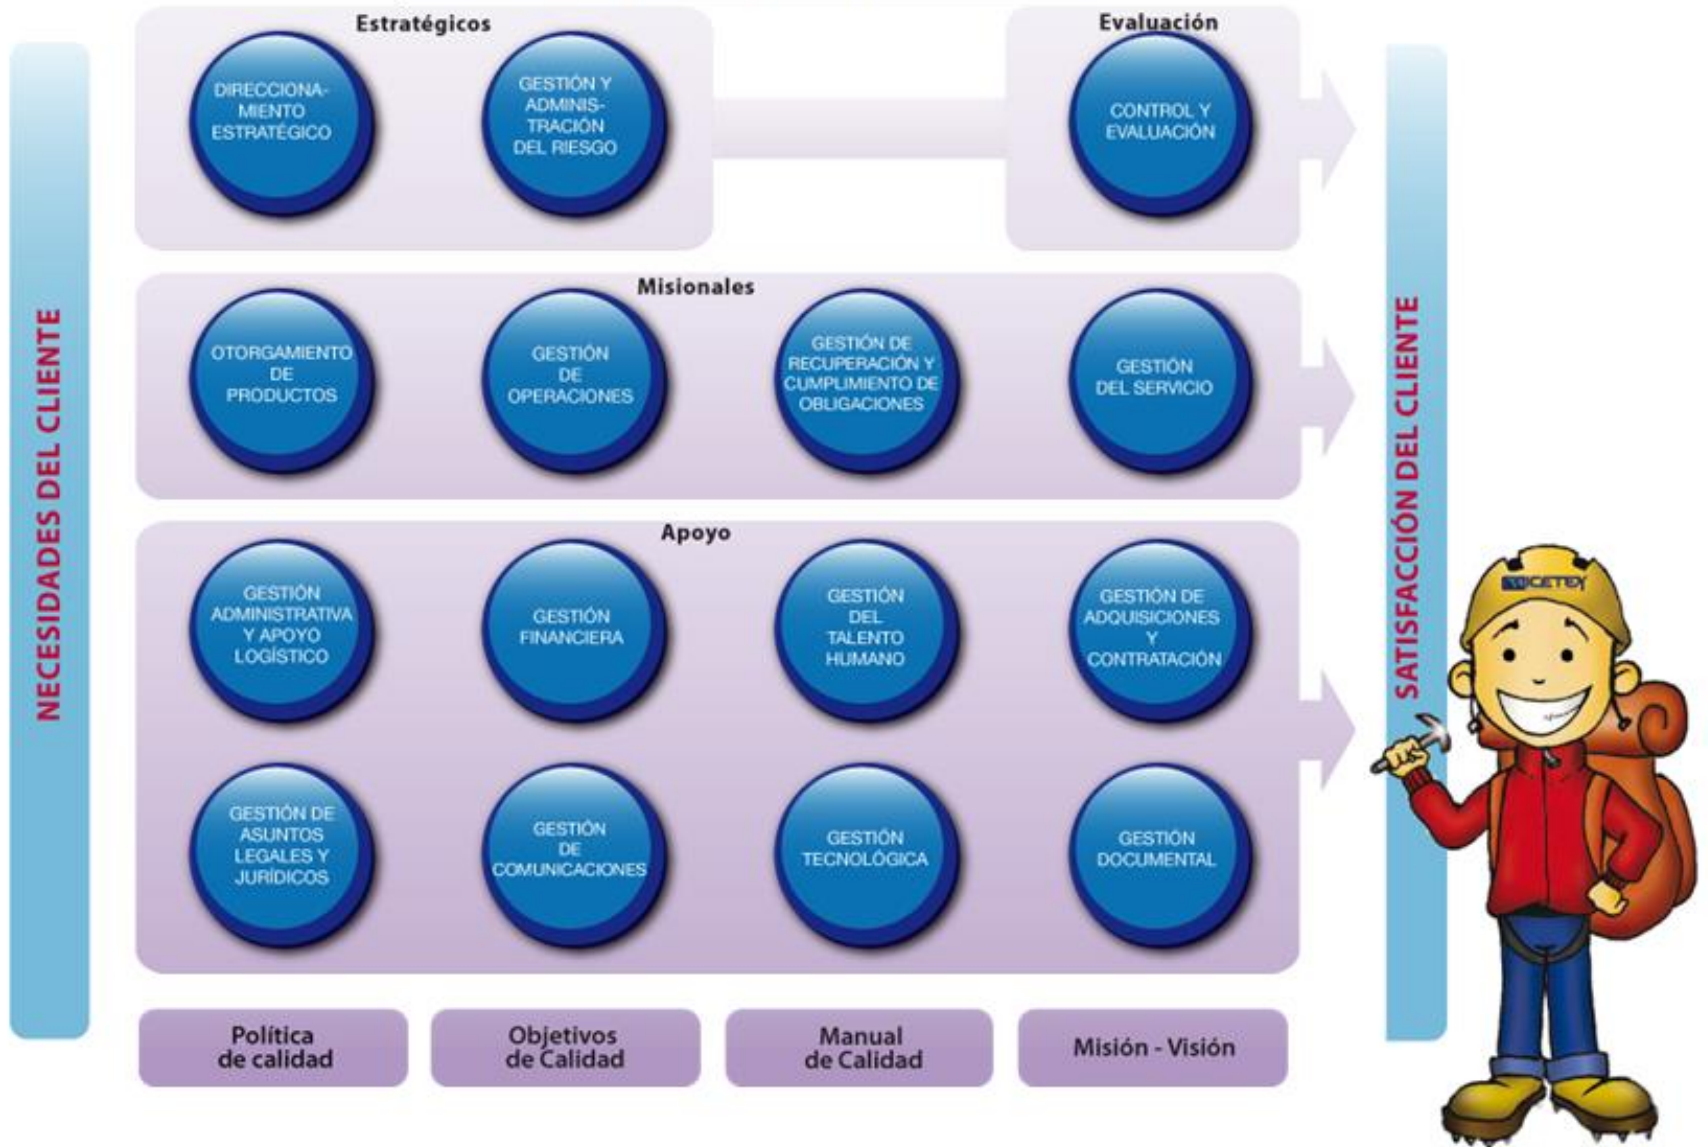 Estratégicos
Evaluación
DIRECCIONA-
MIENTO
ESTRATÉGICO
GESTIÓN Y
ADMINIS-
TRACIÓN
DEL RIESGO
CONTROL Y
EVALUACIÓN
NECESIDADES DEL CLIENTE
Misionales
OTORGAMIENTO
DE
PRODUCTOS
GESTIÓN
DE
OPERACIONES
GESTIÓN DE
RECUPERACIÓN Y
CUMPLIMIENTO DE
OBLIGACIONES
GESTIÓN
DEL SERVICIO
SATISFACCIÓN DEL CLIENTE
Apoyo
GESTIÓN
ADMINISTRATIVA
Y APOYO
LOGÍSTICO
GESTIÓN
FINANCIERA
GESTIÓN
DEL
TALENTO
HUMANO
GESTIÓN DE
ADQUISICIONES
Y
CONTRATACIÓN
ICETEX
GESTIÓN DE
ASUNTOS
LEGALES Y
JURÍDICOS
GESTIÓN
DE
COMUNICACIONES
GESTIÓN
TECNOLÓGICA
GESTIÓN
DOCUMENTAL
Política
de calidad
Objetivos
de Calidad
Manual
de Calidad
Misión - Visión